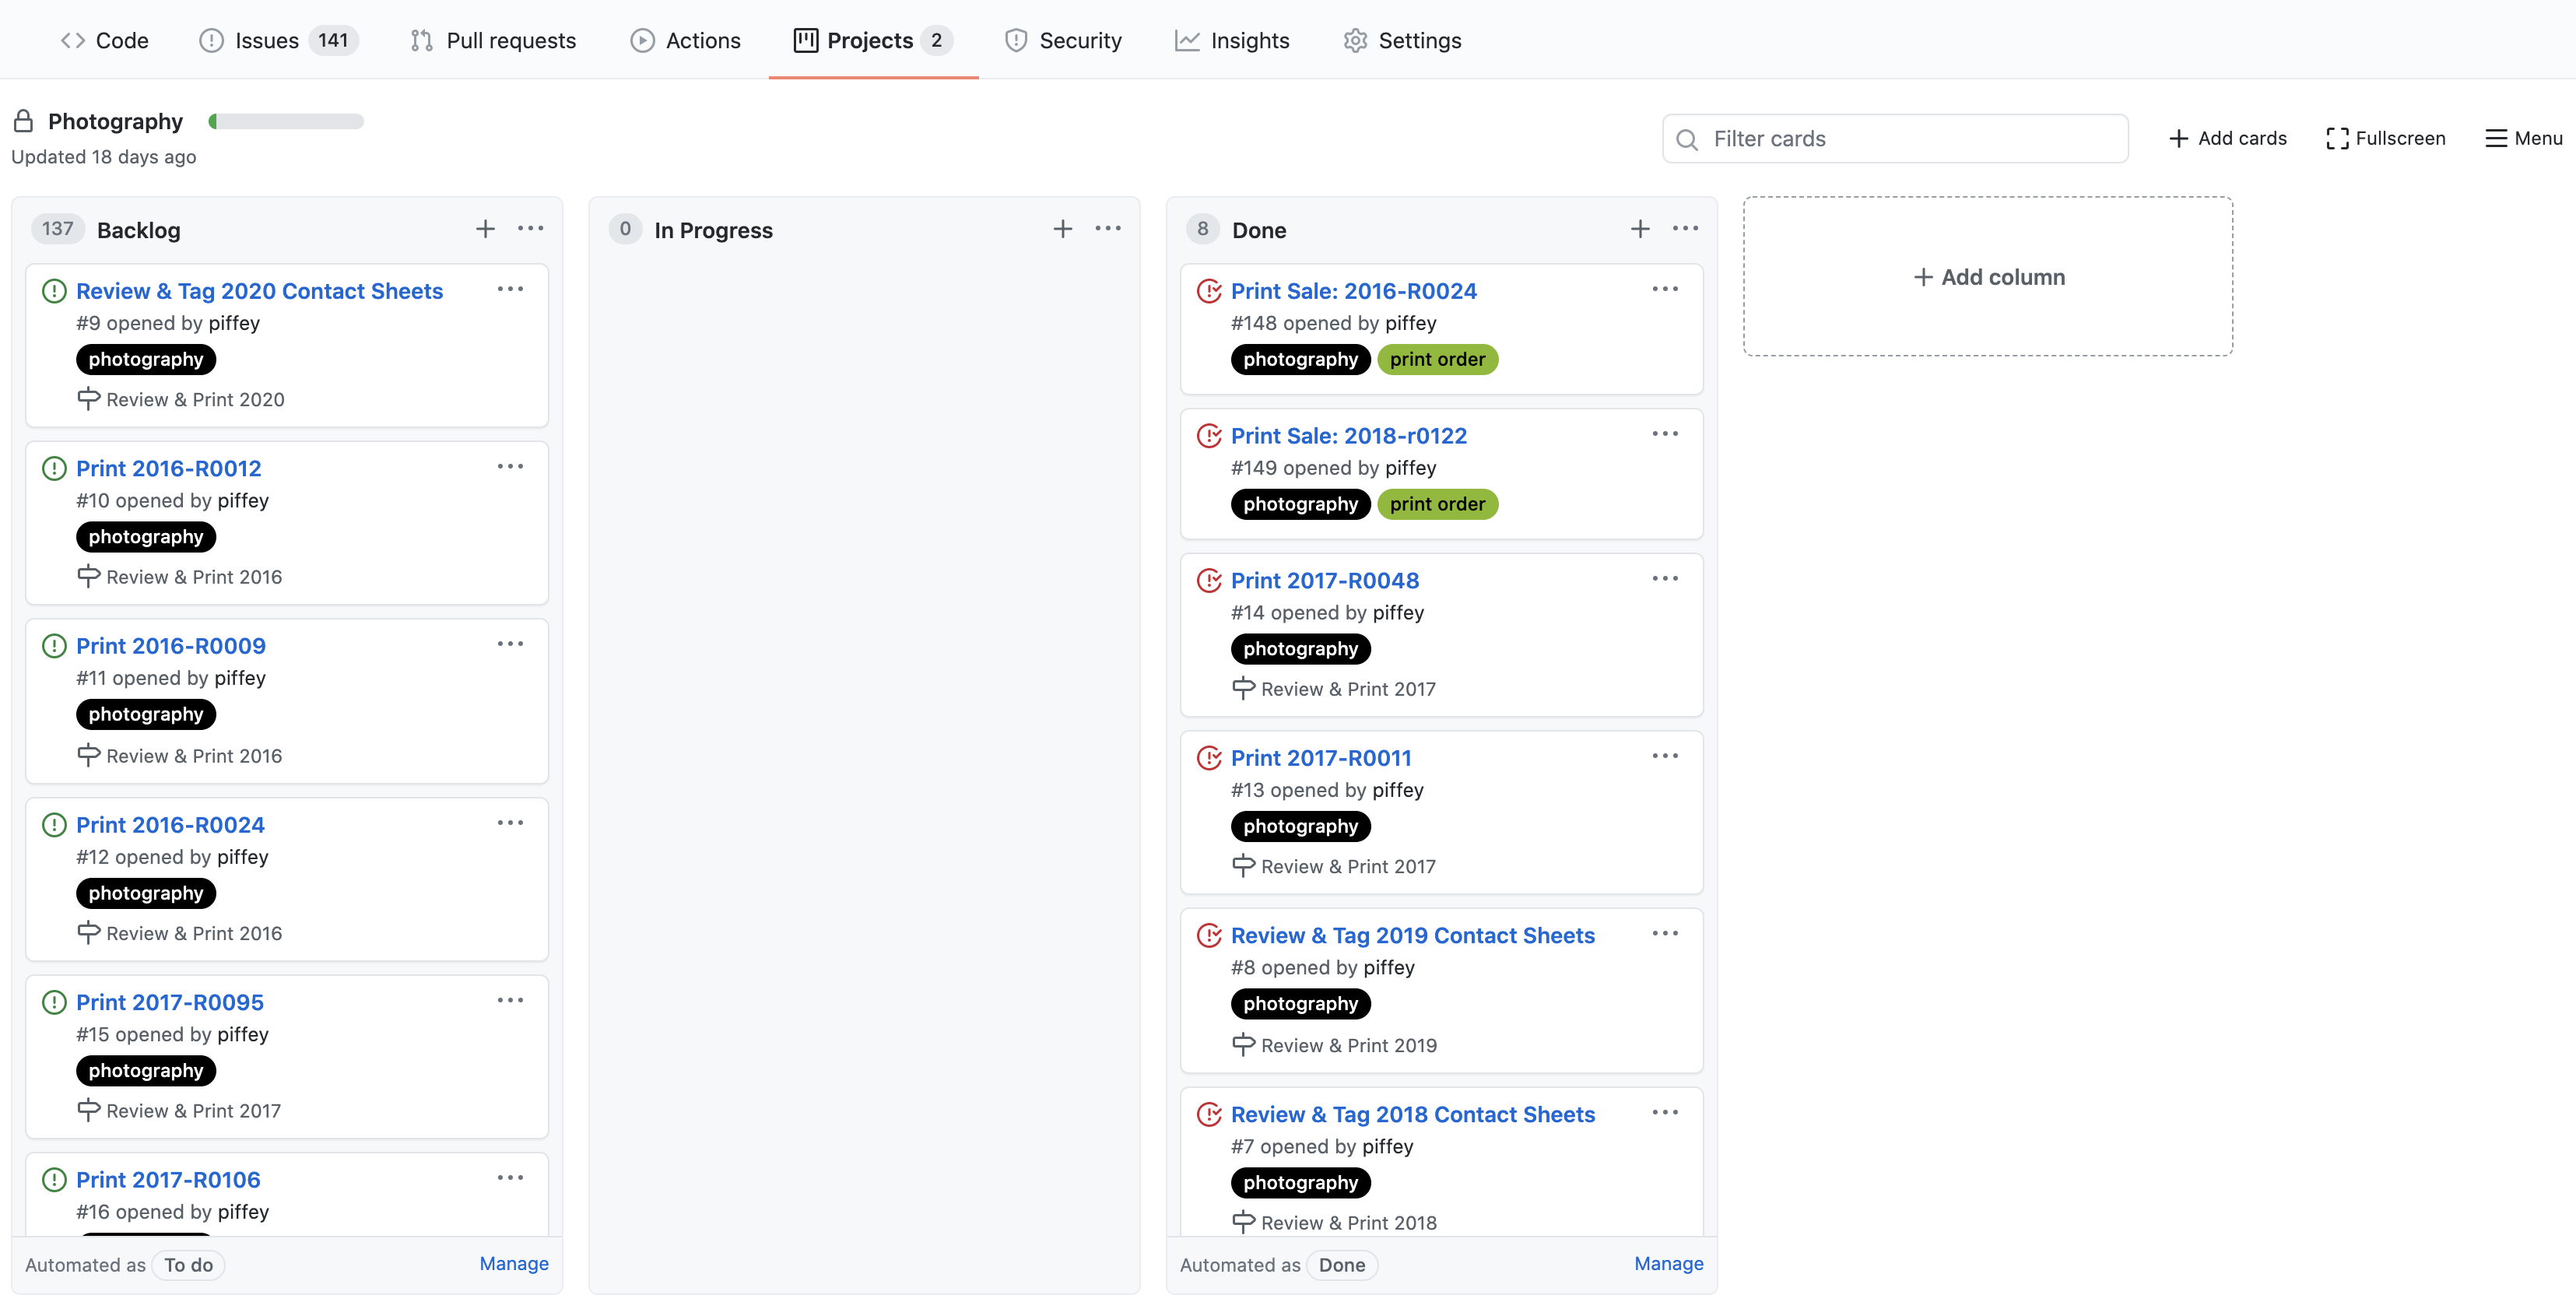 Code
Issues 141
Pull requests
Actions
Projects 2
Security
Insights
Settings
Photography
Updated 18 days ago
Filter cards
Add cards
Fullscreen
Menu
137 Backlog
Review & Tag 2020 Contact Sheets
#9 opened by piffey
photography
Review & Print 2020
Print 2016-R0012
#10 opened by piffey
photography
Review & Print 2016
Print 2016-R0009
#11 opened by piffey
photography
Review & Print 2016
Print 2016-R0024
#12 opened by piffey
photography
Review & Print 2016
Print 2017-R0095
#15 opened by piffey
photography
Review & Print 2017
Print 2017-R0106
#16 opened by piffey
Automated as To do
Manage
0 In Progress
8 Done
Print Sale: 2016-R0024
#148 opened by piffey
photography print order
Print Sale: 2018-r0122
#149 opened by piffey
photography print order
Print 2017-R0048
#14 opened by piffey
photography
Review & Print 2017
Print 2017-R0011
#13 opened by piffey
photography
Review & Print 2017
Review & Tag 2019 Contact Sheets
#8 opened by piffey
photography
Review & Print 2019
Review & Tag 2018 Contact Sheets
#7 opened by piffey
photography
Review & Print 2018
Automated as Done
Manage
Add column